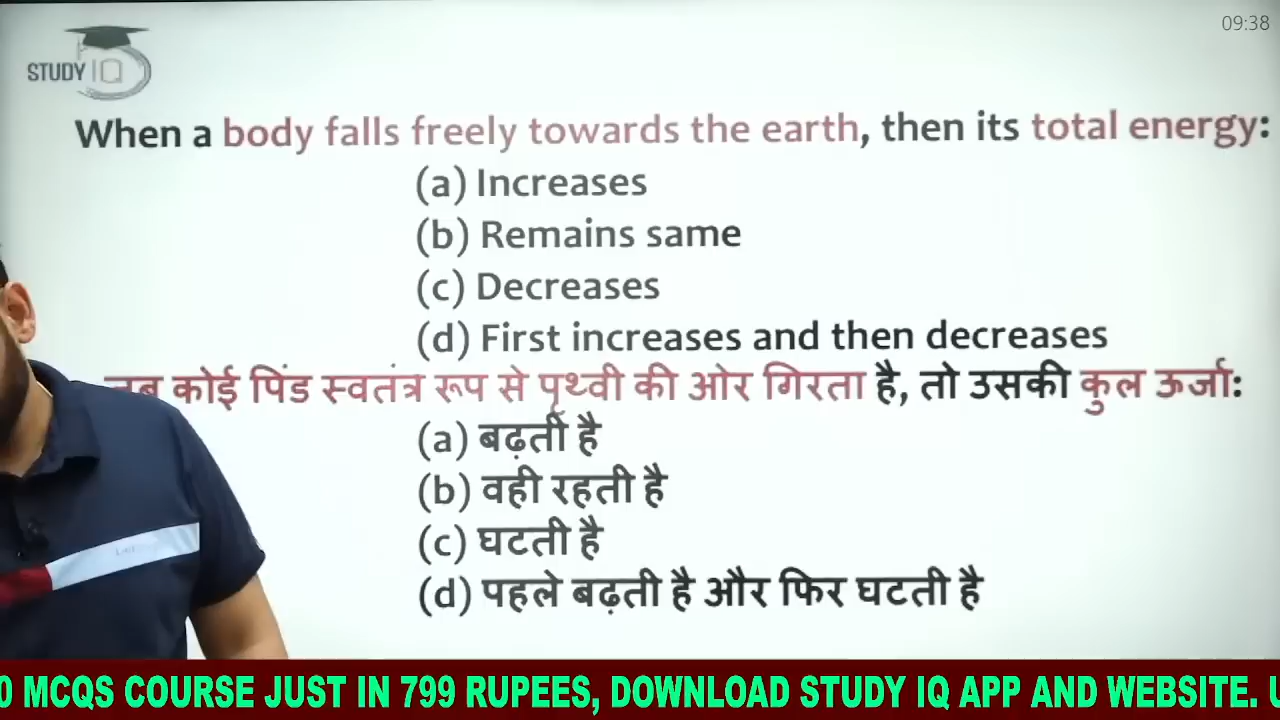 09:38
STUDY IQ
When a body falls freely towards the earth, then its total energy:
(a) Increases
(b) Remains same
(c) Decreases
(d) First increases and then decreases
जब कोई पिंड स्वतंत्र रूप से पृथ्वी की ओर गिरता है, तो उसकी कुल ऊर्जा:
(a) बढ़ती है
(b) वही रहती है
(c) घटती है
(d) पहले बढ़ती है और फिर घटती है
0 MCQS COURSE JUST IN 799 RUPEES, DOWNLOAD STUDY IQ APP AND WEBSITE. U